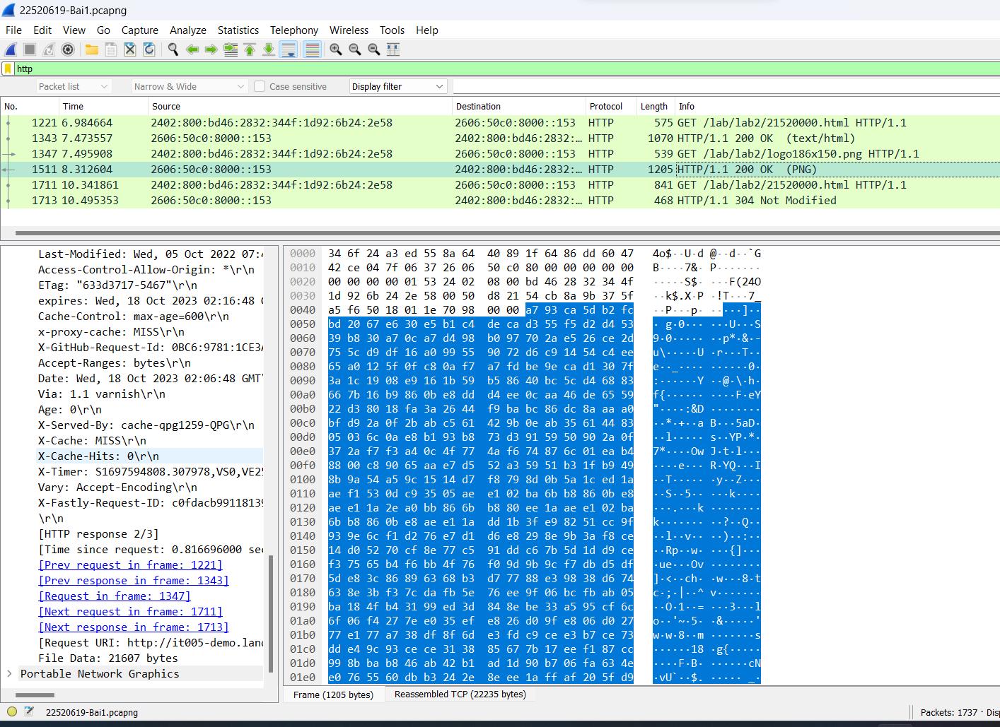 22520619-Bai1.pcapng
File Edit View Go Capture Analyze Statistics Telephony Wireless Tools Help
http
Packet list Narrow & Wide Case sensitive Display filter
No. Time Source Destination Protocol Length Info
1221 6.984664 2402:800:bd46:2832:344f:1d92:6b24:2e58 2606:50c0:8000::153 HTTP 575 GET /lab/lab2/21520000.html HTTP/1.1
1343 7.473557 2606:50c0:8000::153 2402:800:bd46:2832:… HTTP 1070 HTTP/1.1 200 OK (text/html)
1347 7.495908 2402:800:bd46:2832:344f:1d92:6b24:2e58 2606:50c0:8000::153 HTTP 539 GET /lab/lab2/logo186x150.png HTTP/1.1
1511 8.312604 2606:50c0:8000::153 2402:800:bd46:2832:… HTTP 1205 HTTP/1.1 200 OK (PNG)
1711 10.341861 2402:800:bd46:2832:344f:1d92:6b24:2e58 2606:50c0:8000::153 HTTP 841 GET /lab/lab2/21520000.html HTTP/1.1
1713 10.495353 2606:50c0:8000::153 2402:800:bd46:2832:… HTTP 468 HTTP/1.1 304 Not Modified
Last-Modified: Wed, 05 Oct 2022 07:4
Access-Control-Allow-Origin: *\r\n
ETag: "633d3717-5467"\r\n
expires: Wed, 18 Oct 2023 02:16:48 G
Cache-Control: max-age=600\r\n
x-proxy-cache: MISS\r\n
X-GitHub-Request-Id: 0BC6:9781:1CE3A
Accept-Ranges: bytes\r\n
Date: Wed, 18 Oct 2023 02:06:48 GMT\
Via: 1.1 varnish\r\n
Age: 0\r\n
X-Served-By: cache-qpg1259-QPG\r\n
X-Cache: MISS\r\n
X-Cache-Hits: 0\r\n
X-Timer: S1697594808.307978,VS0,VE25
Vary: Accept-Encoding\r\n
X-Fastly-Request-ID: c0fdacb99118139
\r\n
[HTTP response 2/3]
[Time since request: 0.816696000 sec
[Prev request in frame: 1221]
[Prev response in frame: 1343]
[Request in frame: 1347]
[Next request in frame: 1711]
[Next response in frame: 1713]
[Request URI: http://it005-demo.lanc
File Data: 21607 bytes
Portable Network Graphics
0000 34 6f 24 a3 ed 55 8a 64 40 89 1f 64 86 dd 60 47 4o$··U·d @··d··`G
0010 42 ce 04 7f 06 37 26 06 50 c0 80 00 00 00 00 00 B····7&· P·······
0020 00 00 00 00 01 53 24 02 08 00 bd 46 28 32 34 4f ·····S$· ···F(24O
0030 1d 92 6b 24 2e 58 00 50 d8 21 54 cb 8a 9b 37 5f ··k$.X·P ·!T···7_
0040 a5 f6 50 18 01 1e 70 98 00 00 a7 93 ca 5d b2 fc ··P···p· ·····]··
0050 bd 20 67 e6 30 e5 b1 c4 de ca d3 55 f5 d2 d4 53 · g·0··· ···U···S
0060 39 b8 30 a7 0c a7 d4 98 b0 97 70 2a e5 26 ce 2d 9·0····· ··p*·&·-
0070 75 5c d9 df 16 a0 99 55 90 72 d6 c9 14 54 c4 ee u\·····U ·r···T··
0080 65 a0 12 5f 0f c8 0a f7 a7 fd be 9e ca d1 30 7f e··_···· ······0·
0090 3a 1c 19 08 e9 16 1b 59 b5 86 40 bc 5c d4 68 83 :······Y ··@·\·h·
00a0 66 7b 16 b9 86 0b e8 dd d4 ee 0c aa 46 de 65 59 f{······ ····F·eY
00b0 22 d3 80 18 fa 3a 26 44 f9 ba bc 86 dc 8a aa a0 "····:&D ········
00c0 bf d9 2a 0f 2b ab c5 61 42 9b 0e ab 35 61 44 83 ··*·+··a B···5aD·
00d0 05 03 6c 0a e8 b1 93 b8 73 d3 91 59 50 90 2a 0f ··l····· s··YP·*·
00e0 37 2a f7 f3 a4 0c 4f 77 4a f6 74 87 6c 01 ea b4 7*····Ow J·t·l···
00f0 88 00 c8 90 65 aa e7 d5 52 a3 59 51 b3 1f b9 49 ····e··· R·YQ···I
0100 8b 9a 54 a5 9c 15 14 d7 f8 79 8d 0b 5a 1c ed 1a ··T····· ·y··Z···
0110 ae f1 53 0d c9 35 05 ae e1 02 ba 6b b8 86 0b e8 ··S··5·· ···k····
0120 ae e1 1a 2e a0 bb 86 6b b8 80 ee 1a ae e1 02 ba ···.···k ········
0130 6b b8 86 0b e8 ae e1 1a dd 1b 3f e9 82 51 cc 9f k······· ··?··Q··
0140 93 9e 6c f1 d2 76 e7 d1 d6 e8 29 8e 9b 3a f8 ce ··l··v·· ··)··:··
0150 14 d0 52 70 cf 8e 77 c5 91 dd c6 7b 5d 1d d9 ce ··Rp··w· ···{]···
0160 f3 75 65 b4 f6 bb 4f 76 f0 9d 9b 9c f7 db d5 df ·ue···Ov ········
0170 5d e8 3c 86 89 63 68 b3 d7 77 88 e3 98 38 d6 74 ]·<··ch· ·w···8·t
0180 63 8e 3b f3 7c da fb 5e 76 ee 9f 06 bc fb ab 05 c·;·|··^ v·······
0190 ba 18 4f b4 31 99 ed 3d 84 8e be 33 a5 95 cf 6c ··O·1··= ···3···l
01a0 6f 06 f4 27 7e e0 35 ef e8 26 d0 9f e8 06 d0 27 o··'~·5· ·&·····'
01b0 77 e1 77 a7 38 df 8f 6d e3 fd c9 ce e3 b7 ce 73 w·w·8··m ·······s
01c0 dd e4 9c 93 ce ce 31 38 85 67 7b 17 ee f1 87 cc ······18 ·g{·····
01d0 99 8b ba b8 46 ab 42 b1 ad 1d 90 b7 06 fa 63 4e ····F·B· ······cN
01e0 e0 76 55 60 db b3 24 2e 8e ee 1a ff af 20 5f d9 ·vU`··$. ····· _·
Frame (1205 bytes) Reassembled TCP (22235 bytes)
22520619-Bai1.pcapng Packets: 1737 ·